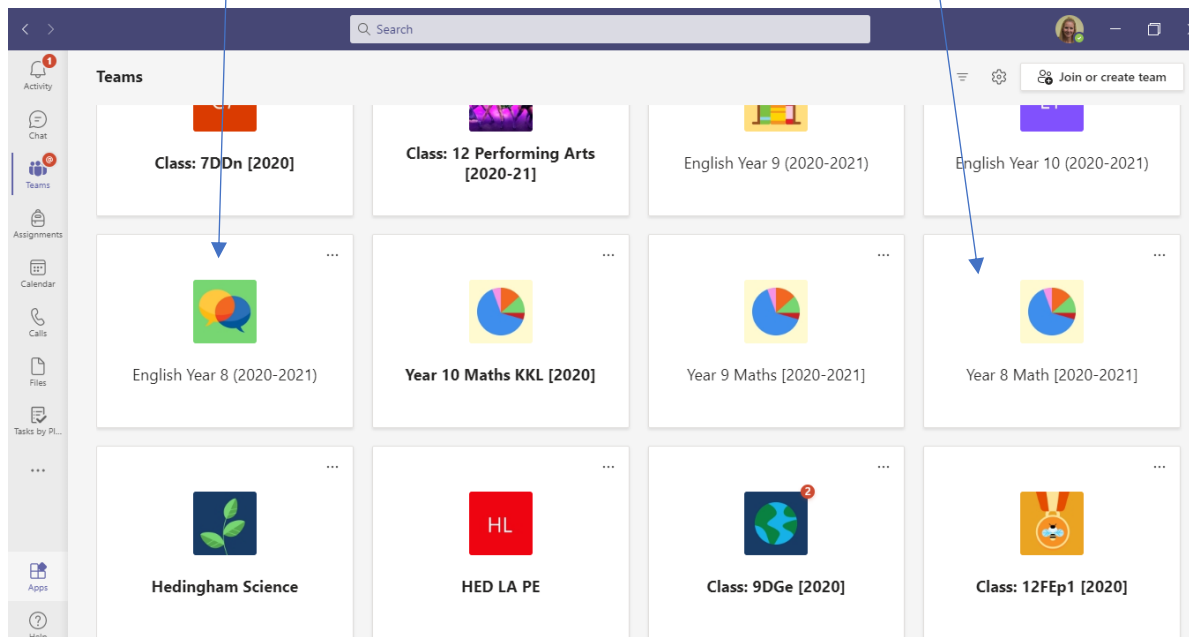 Search
1
Activity
Teams
Join or create team
Chat
@
Teams
Class: 7DDn [2020]
Class: 12 Performing Arts
[2020-21]
English Year 9 (2020-2021)
English Year 10 (2020-2021)
Assignments
Calendar
Calls
Files
Tasks by Pl...
...
...
...
...
...
English Year 8 (2020-2021)
Year 10 Maths KKL [2020]
Year 9 Maths [2020-2021]
Year 8 Math [2020-2021]
...
...
...
...
HL
2
Hedingham Science
HED LA PE
Class: 9DGe [2020]
Class: 12FEp1 [2020]
Apps
?
Help